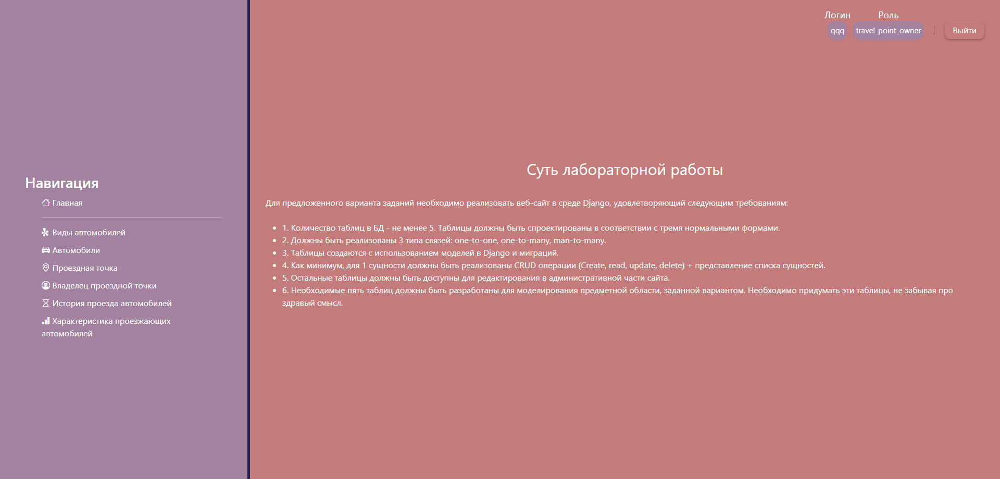 Логин Роль
qqq travel_point_owner | Выйти
Навигация
Главная
Виды автомобилей
Автомобили
Проездная точка
Владелец проездной точки
История проезда автомобилей
Характеристика проезжающих
автомобилей
Суть лабораторной работы
Для предложенного варианта заданий необходимо реализовать веб-сайт в среде Django, удовлетворяющий следующим требованиям:
1. Количество таблиц в БД - не менее 5. Таблицы должны быть спроектированы в соответствии с тремя нормальными формами.
2. Должны быть реализованы 3 типа связей: one-to-one, one-to-many, man-to-many.
3. Таблицы создаются с использованием моделей в Django и миграций.
4. Как минимум, для 1 сущности должны быть реализованы CRUD операции (Create, read, update, delete) + представление списка сущностей.
5. Остальные таблицы должны быть доступны для редактирования в административной части сайта.
6. Необходимые пять таблиц должны быть разработаны для моделирования предметной области, заданной вариантом. Необходимо придумать эти таблицы, не забывая про
здравый смысл.